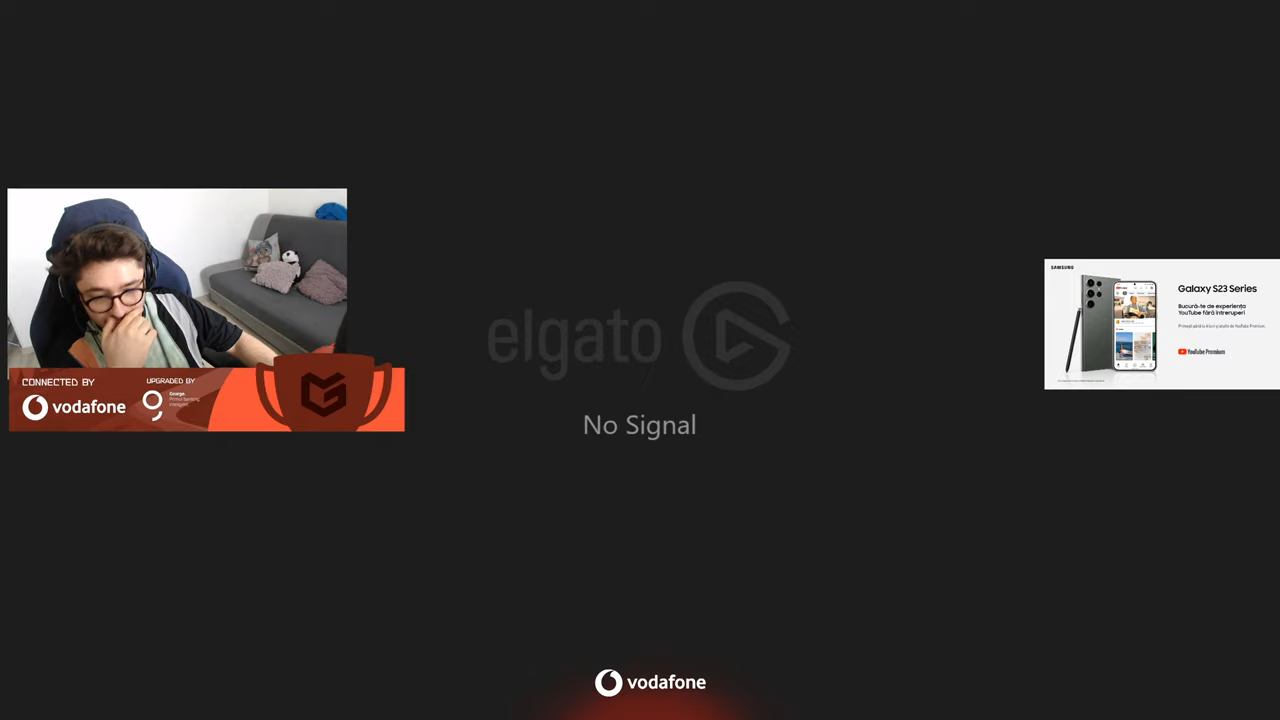 CONNECTED BY
vodafone
UPGRADED BY
George.
elgato
No Signal
SAMSUNG
Galaxy S23 Series
Bucură-te de experiența
YouTube fără întreruperi
YouTube Premium
vodafone